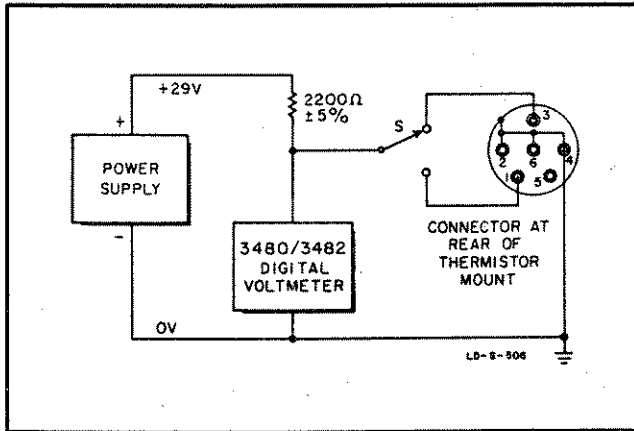 +29V
2200Ω
±5%
+
S
3
POWER
SUPPLY
2
6
4
1
5
-
3480/3482
DIGITAL
VOLTMETER
CONNECTOR AT
REAR OF
THERMISTOR
MOUNT
0V
LD-S-506